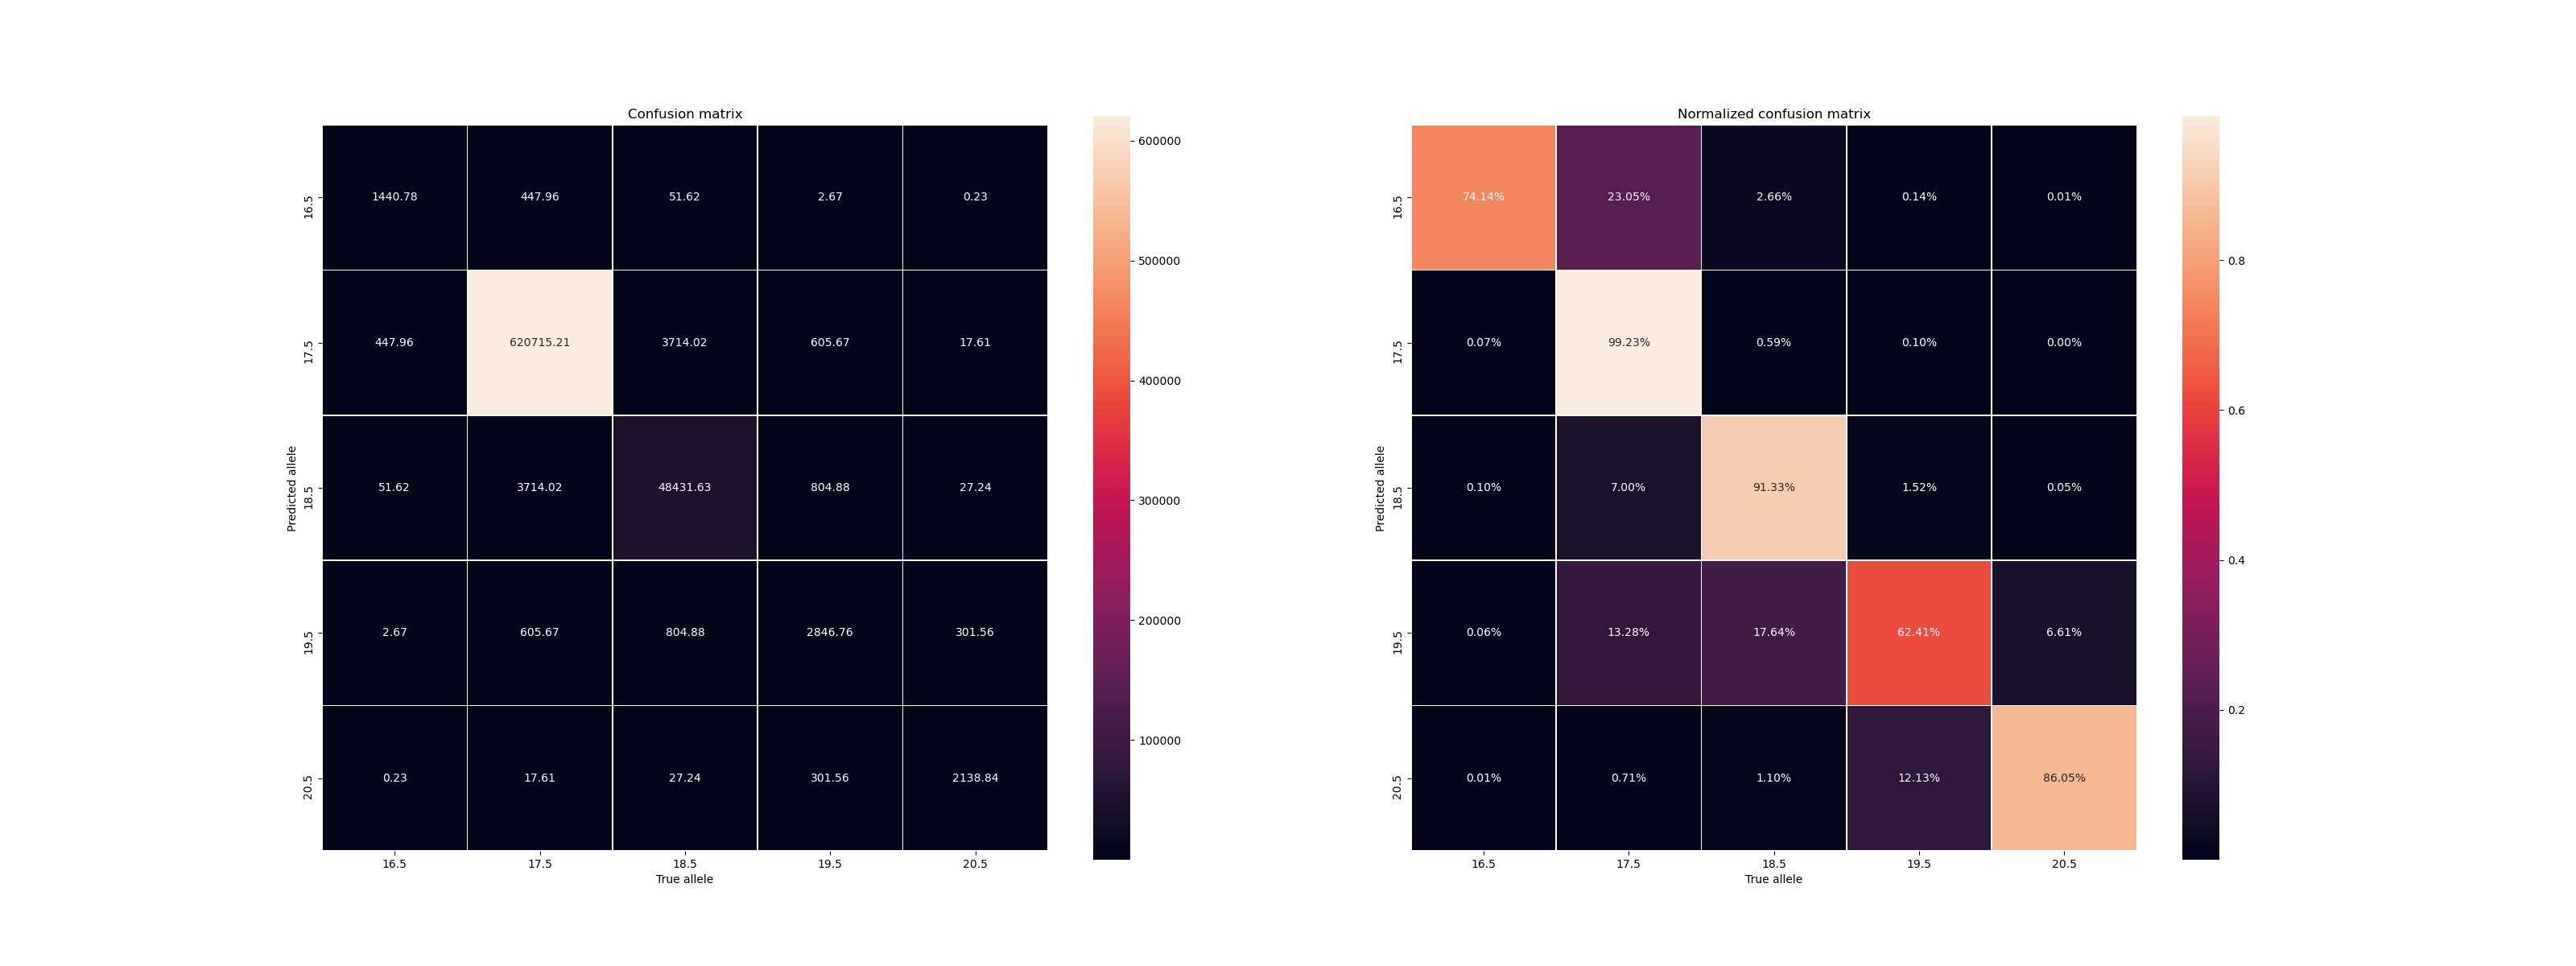 Confusion matrix
1440.78 447.96 51.62 2.67 0.23
447.96 620715.21 3714.02 605.67 17.61
51.62 3714.02 48431.63 804.88 27.24
2.67 605.67 804.88 2846.76 301.56
0.23 17.61 27.24 301.56 2138.84
16.5
17.5
18.5
19.5
20.5
Predicted allele
16.5 17.5 18.5 19.5 20.5
True allele
600000
500000
400000
300000
200000
100000
Normalized confusion matrix
74.14% 23.05% 2.66% 0.14% 0.01%
0.07% 99.23% 0.59% 0.10% 0.00%
0.10% 7.00% 91.33% 1.52% 0.05%
0.06% 13.28% 17.64% 62.41% 6.61%
0.01% 0.71% 1.10% 12.13% 86.05%
16.5
17.5
18.5
19.5
20.5
Predicted allele
16.5 17.5 18.5 19.5 20.5
True allele
0.8
0.6
0.4
0.2